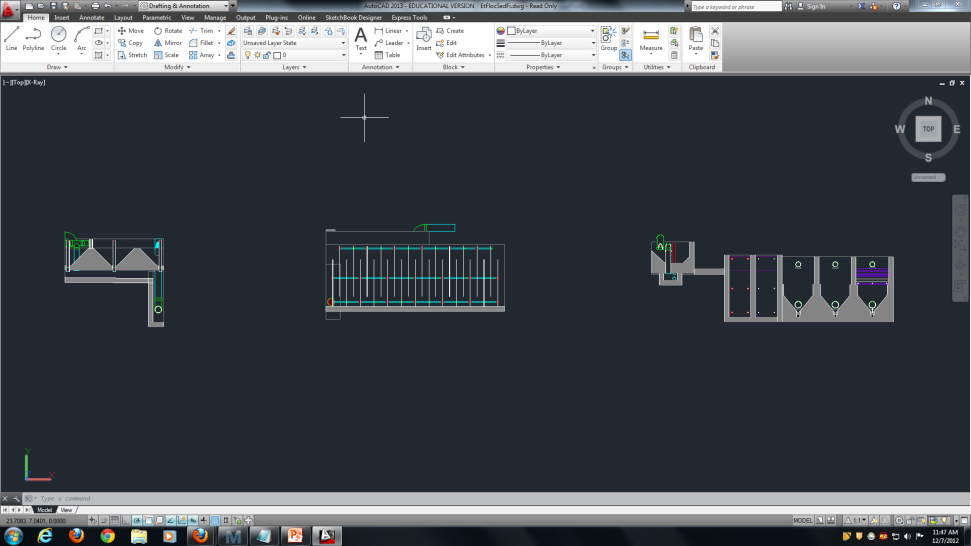 Drafting & Annotation
AutoCAD 2013 - EDUCATIONAL VERSION EtFlocSedFi.dwg - Read Only
Type a keyword or phrase
Sign In
Home Insert Annotate Layout Parametric View Manage Output Plug-ins Online SketchBook Designer Express Tools
Line Polyline Circle Arc
Move Rotate Trim
Copy Mirror Fillet
Stretch Scale Array
Unsaved Layer State
0
Text
Linear
Leader
Table
Insert
Create
Edit
Edit Attributes
ByLayer
ByLayer
ByLayer
Group
Measure
Paste
Draw Modify Layers Annotation Block Properties Groups Utilities Clipboard
[−][Top][X-Ray]
N
W TOP E
S
Unnamed
Y
X
Type a command
Model View
23.7083, 7.0401, 0.0000
MODEL
1:1
11:47 AM
12/7/2012